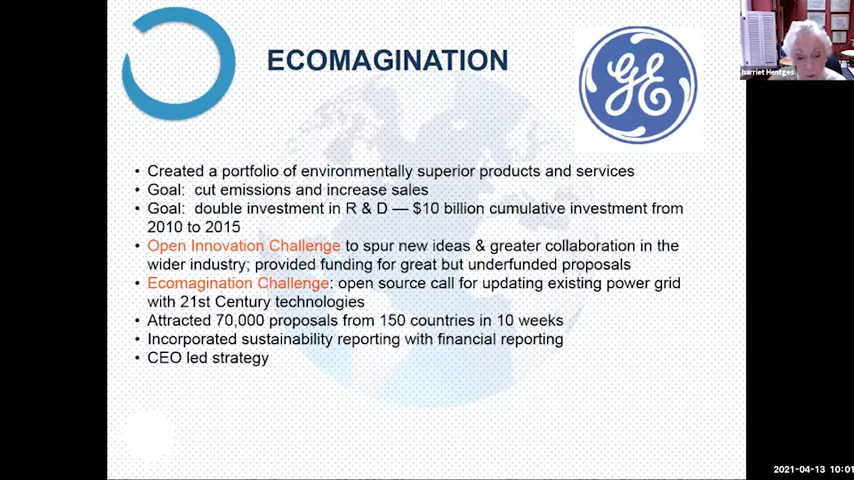 ECOMAGINATION
GE
harriet Hentges
• Created a portfolio of environmentally superior products and services
• Goal: cut emissions and increase sales
• Goal: double investment in R & D — $10 billion cumulative investment from
2010 to 2015
• Open Innovation Challenge to spur new ideas & greater collaboration in the
wider industry; provided funding for great but underfunded proposals
• Ecomagination Challenge: open source call for updating existing power grid
with 21st Century technologies
• Attracted 70,000 proposals from 150 countries in 10 weeks
• Incorporated sustainability reporting with financial reporting
• CEO led strategy
2021-04-13 10:01